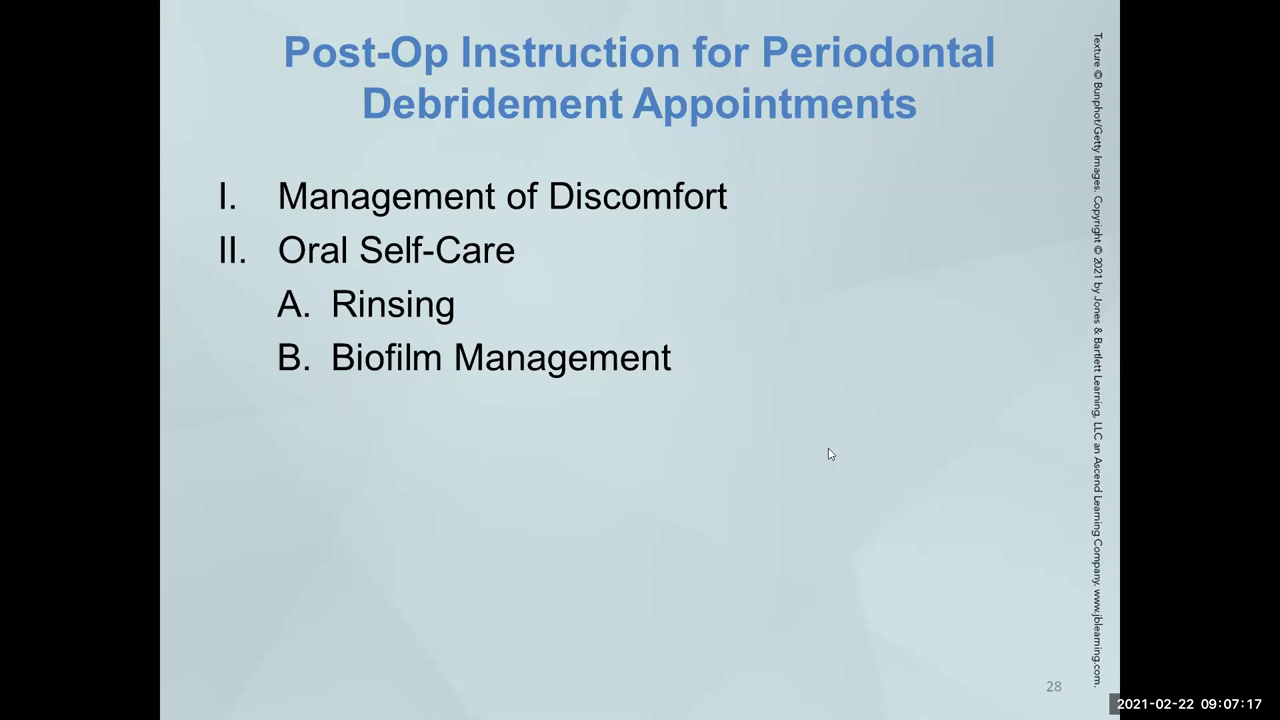 Post-Op Instruction for Periodontal
Debridement Appointments
I. Management of Discomfort
II. Oral Self-Care
A. Rinsing
B. Biofilm Management
Texture © Bunphot/Getty Images. Copyright © 2021 by Jones & Bartlett Learning, LLC an Ascend Learning Company. www.jblearning.com.
28
2021-02-22 09:07:17